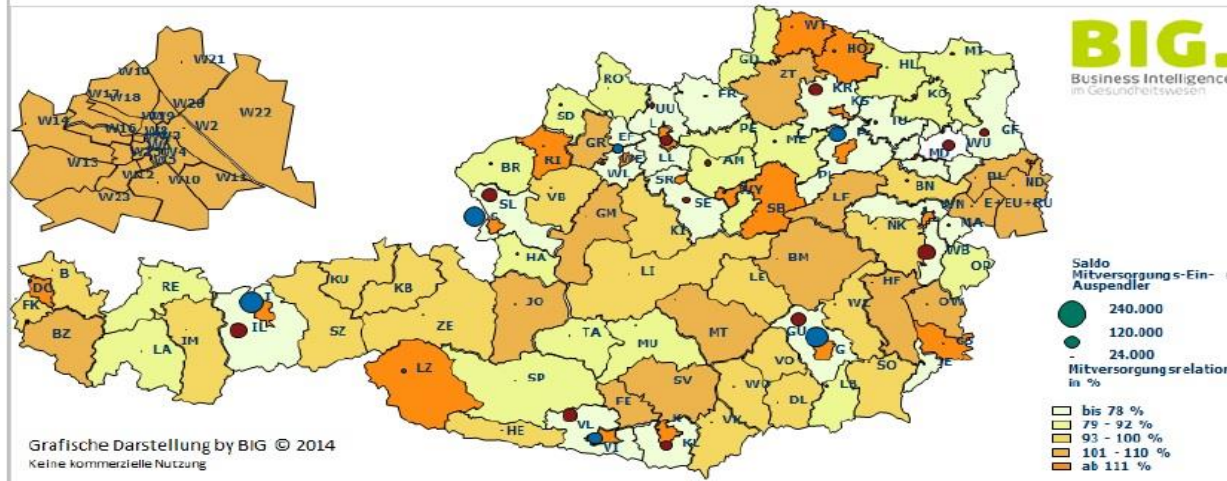 BIG.
Business Intelligence
im Gesundheitswesen
W21
W19
W17
W18
W20
W22
W14
W16
W2
W13
W12
W10
W11
W23
WT
HO
GD
ZT
HL
MT
KR
KO
KS
RO
FR
UU
SD
GR
EF
PE
ME
TU
GF
RI
WL
LL
AM
P
MD
WU
BR
SR
PL
SL
VB
SE
SB
LF
BN
ND
S
GM
KI
NK
WN
E+EU+RU
MA
WB
HA
LI
BM
OP
B
RE
KU
KB
LE
HF
DO
FK
I
JO
WZ
OW
BZ
IM
IL
SZ
ZE
TA
MT
GU
LA
MU
G
JE
LZ
VO
SO
SP
SV
WO
LB
FE
DL
HE
VL
VK
VI
KL
Saldo
Mitversorgungs-Ein-
Auspendler
240.000
120.000
24.000
Mitversorgungsrelation
in %
bis 78 %
79 - 92 %
93 - 100 %
101 - 110 %
ab 111 %
Grafische Darstellung by BIG © 2014
Keine kommerzielle Nutzung